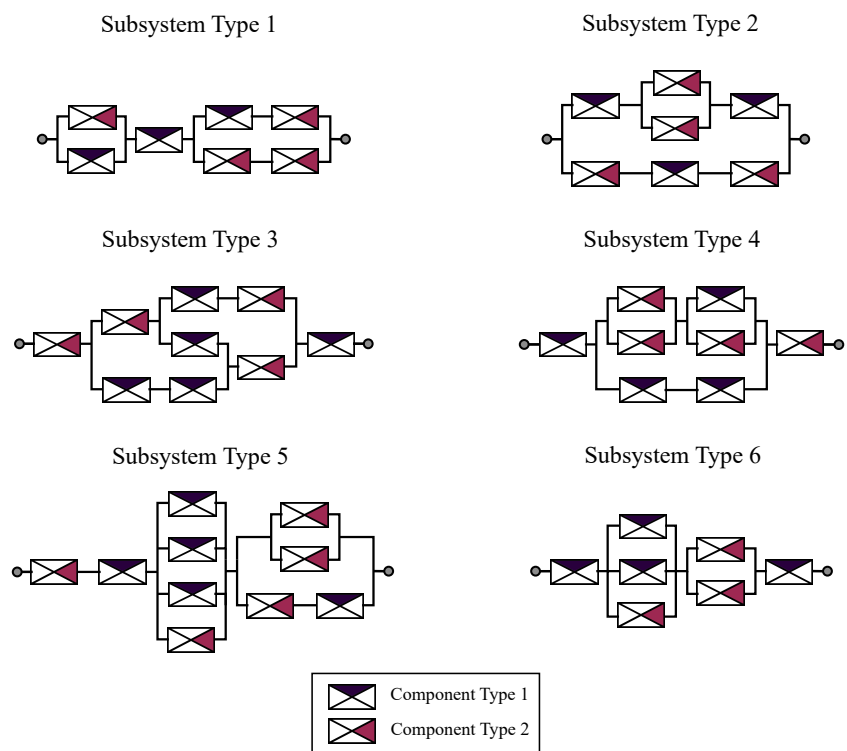 Subsystem Type 1
Subsystem Type 2
Subsystem Type 3
Subsystem Type 4
Subsystem Type 5
Subsystem Type 6
Component Type 1
Component Type 2